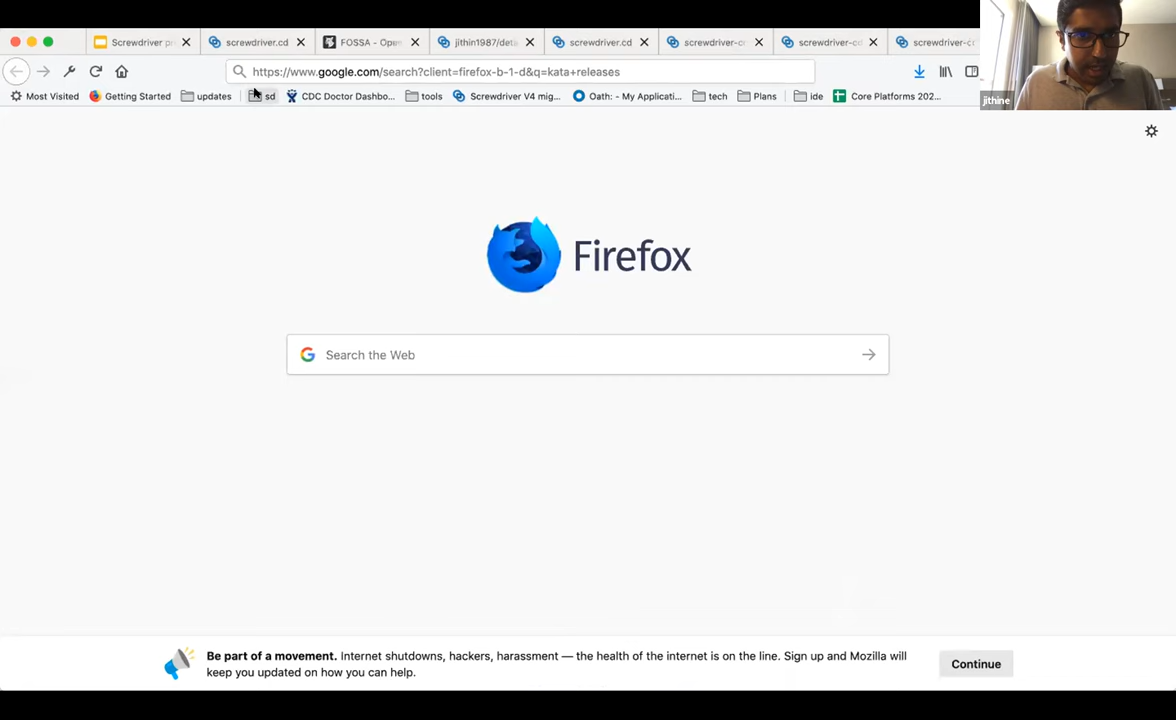 Screwdriver pr
screwdriver.cd
FOSSA - Ope
jithin1987/det
screwdriver.cd
screwdriver-c
screwdriver-cd
screwdriver-c
https://www.google.com/search?client=firefox-b-1-d&q=kata+releases
jithine
Most Visited
Getting Started
updates
sd
CDC Doctor Dashbo...
tools
Screwdriver V4 mig...
Oath: - My Applicati...
tech
Plans
ide
Core Platforms 202...
Firefox
Search the Web
Be part of a movement. Internet shutdowns, hackers, harassment — the health of the internet is on the line. Sign up and Mozilla will
keep you updated on how you can help.
Continue